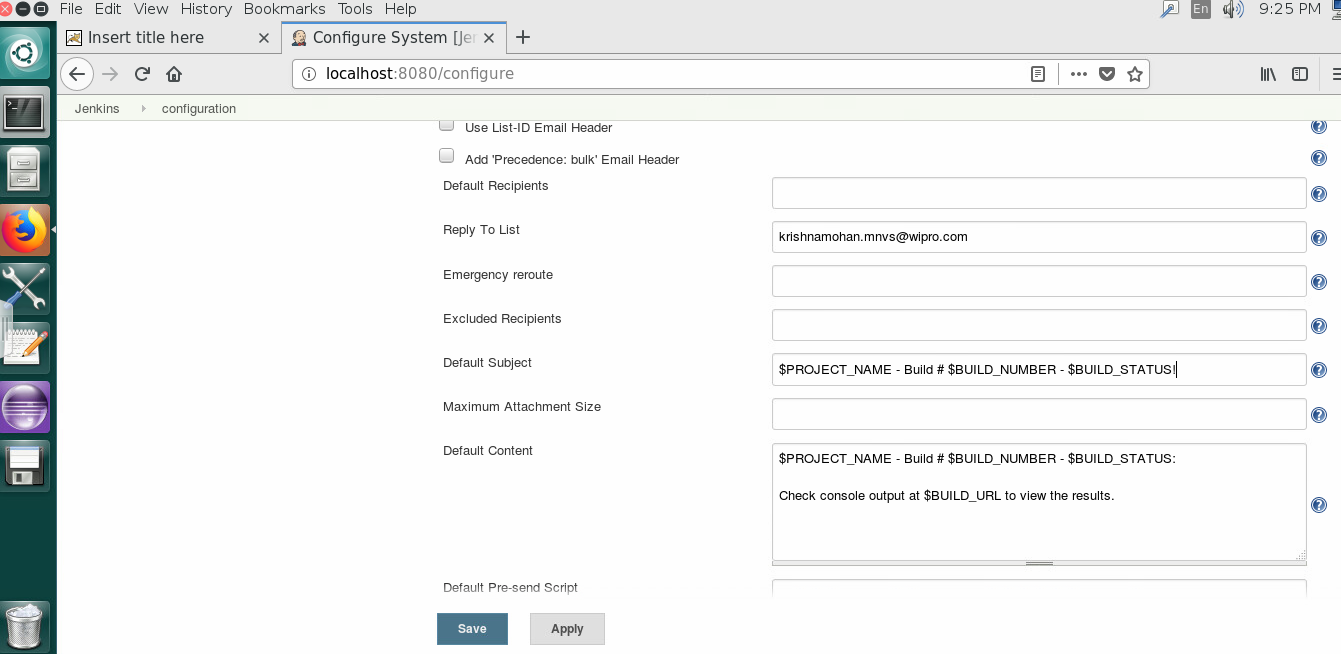 File Edit View History Bookmarks Tools Help
En
9:25 PM
Insert title here
Configure System [Jen
localhost:8080/configure
Jenkins
configuration
Use List-ID Email Header
Add 'Precedence: bulk' Email Header
Default Recipients
Reply To List
krishnamohan.mnvs@wipro.com
Emergency reroute
Excluded Recipients
Default Subject
$PROJECT_NAME - Build # $BUILD_NUMBER - $BUILD_STATUS!
Maximum Attachment Size
Default Content
$PROJECT_NAME - Build # $BUILD_NUMBER - $BUILD_STATUS:
Check console output at $BUILD_URL to view the results.
Default Pre-send Script
Save
Apply